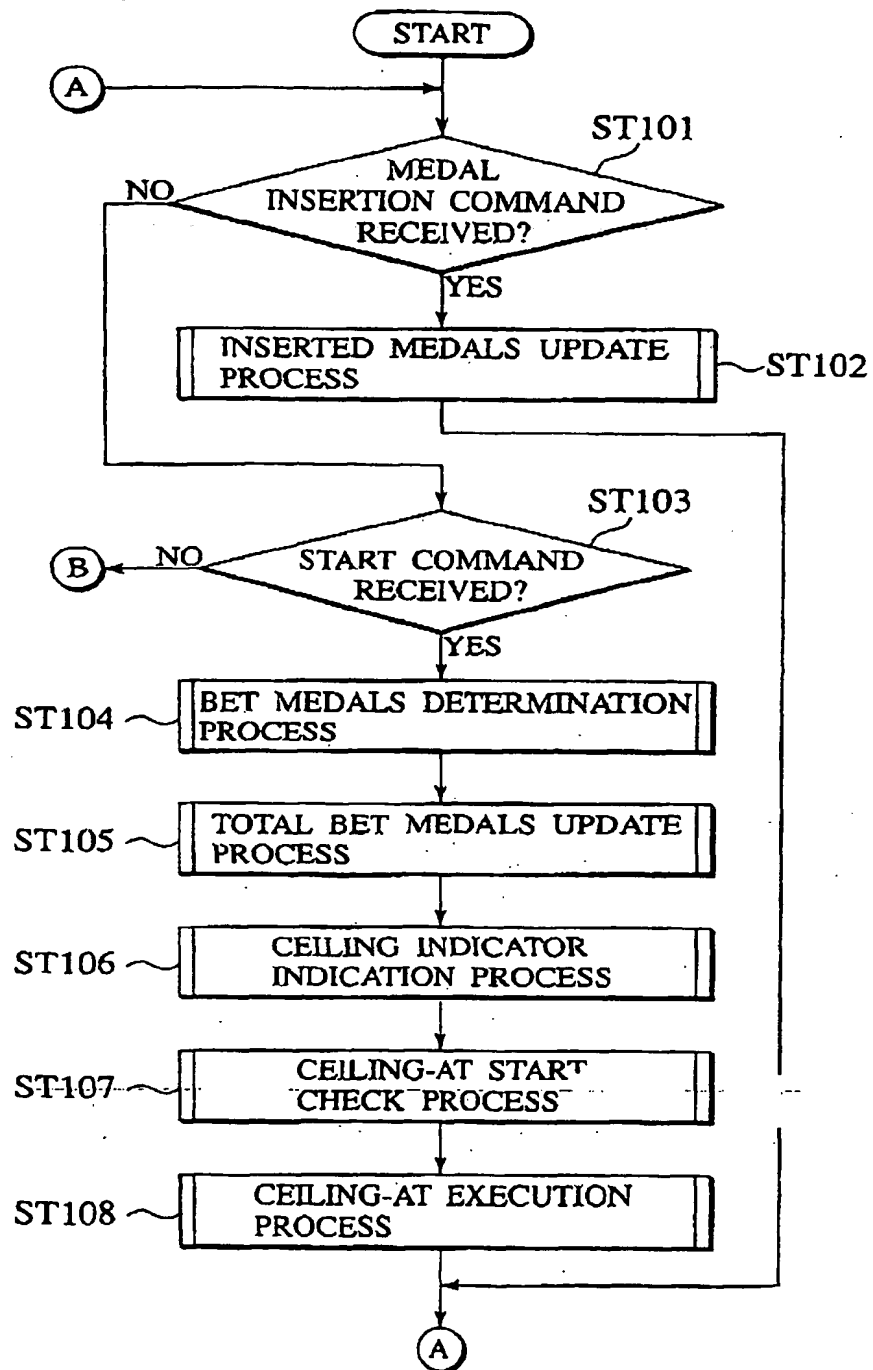 START
A
ST101
MEDAL
INSERTION COMMAND
RECEIVED?
NO
YES
INSERTED MEDALS UPDATE
PROCESS
ST102
ST103
START COMMAND
RECEIVED?
NO
B
YES
ST104
BET MEDALS DETERMINATION
PROCESS
ST105
TOTAL BET MEDALS UPDATE
PROCESS
ST106
CEILING INDICATOR
INDICATION PROCESS
ST107
CEILING-AT START
CHECK PROCESS
ST108
CEILING-AT EXECUTION
PROCESS
A